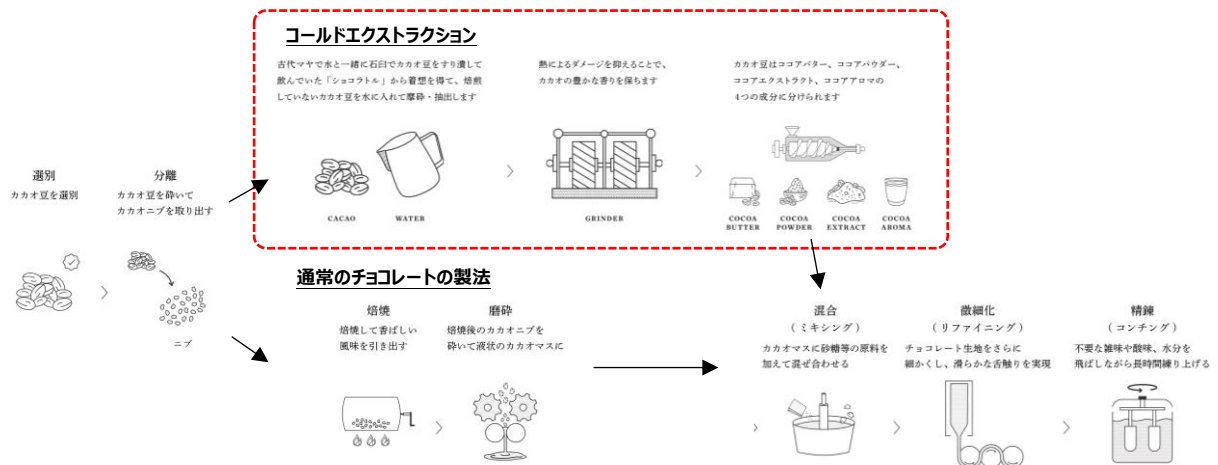 コールドエクストラクション
古代マヤで水と一緒に石臼でカカオ豆をすり潰して
飲んでいた「ショコラトル」から着想を得て、焙煎
していないカカオ豆を水に入れて摩砕・抽出します
熱によるダメージを抑えることで、
カカオの豊かな香りを保ちます
カカオ豆はココアバター、ココアパウダー、
ココアエクストラクト、ココアアロマの
4つの成分に分けられます
CACAO
WATER
GRINDER
COCOA
BUTTER
COCOA
POWDER
COCOA
EXTRACT
COCOA
AROMA
選別
カカオ豆を選別
分離
カカオ豆を砕いて
カカオニブを取り出す
ニブ
通常のチョコレートの製法
焙焼
焙焼して香ばしい
風味を引き出す
磨砕
焙焼後のカカオニブを
砕いて液状のカカオマスに
混合
(ミキシング)
カカオマスに砂糖等の原料を
加えて混ぜ合わせる
微細化
(リファイニング)
チョコレート生地をさらに
細かくし、滑らかな舌触りを実現
精錬
(コンチング)
不要な雑味や酸味、水分を
飛ばしながら長時間練り上げる